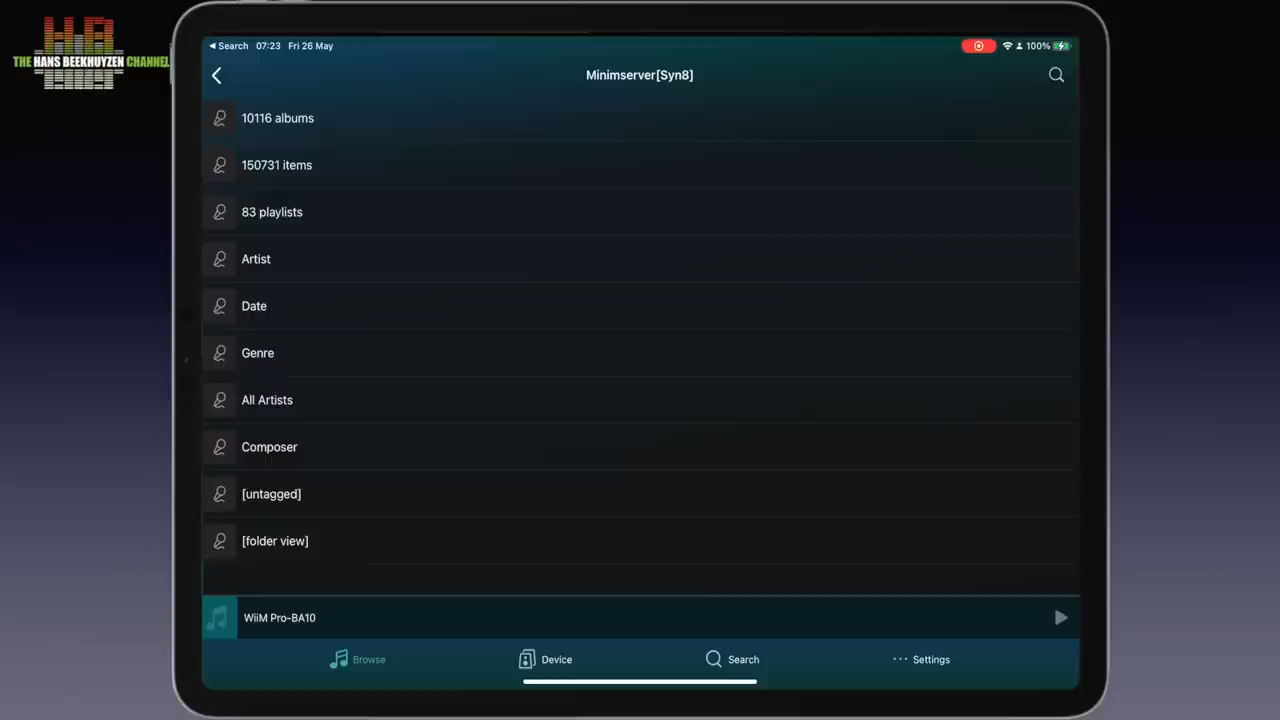 THE HANS BEEKHUYZEN CHANNEL
Search 07:23 Fri 26 May
100%
Minimserver[Syn8]
10116 albums
150731 items
83 playlists
Artist
Date
Genre
All Artists
Composer
[untagged]
[folder view]
WiiM Pro-BA10
Browse
Device
Search
Settings